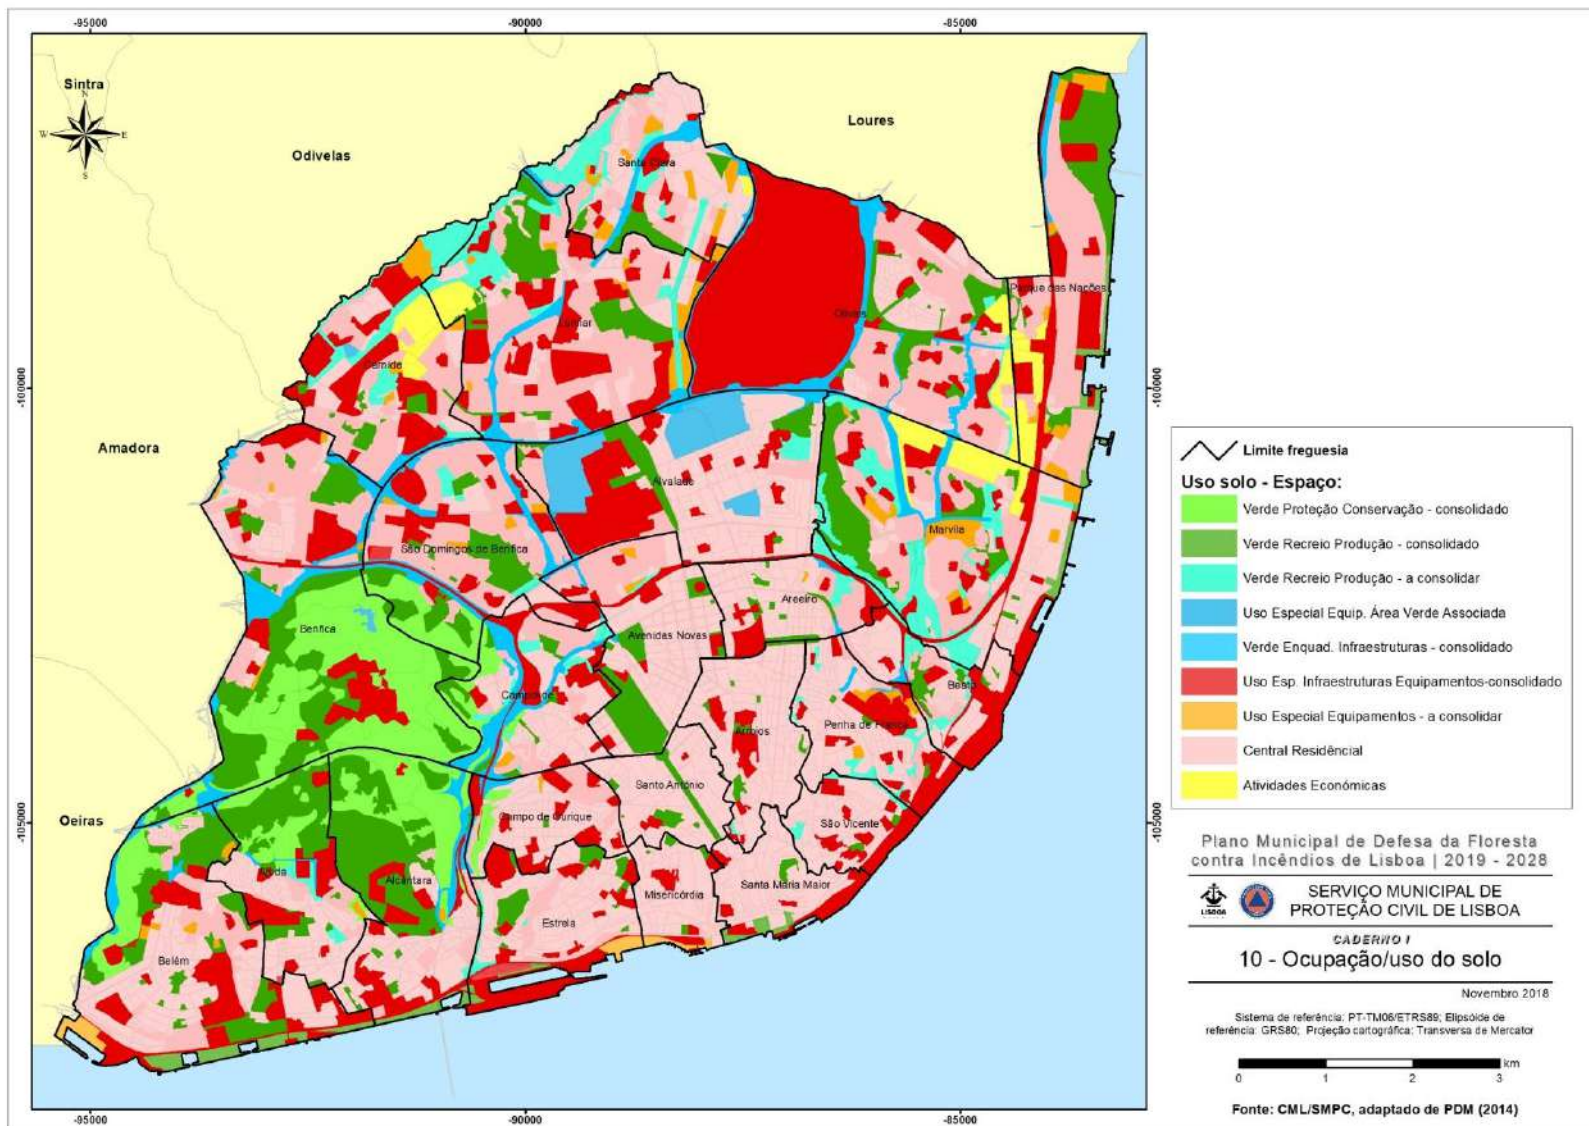 -95000
-90000
-85000
Sintra
N
W
E
S
Odivelas
Loures
Santa Clara
Parque das Nações
Olivais
Lumiar
Carnide
-100000
-100000
Amadora
Alvalade
São Domingos de Benfica
Marvila
Areeiro
Benfica
Avenidas Novas
Beato
Campolide
Penha de França
Arroios
Santo António
Oeiras
Campo de Ourique
São Vicente
-105000
-105000
Ajuda
Alcântara
Misericórdia
Santa Maria Maior
Estrela
Belém
-95000
-90000
-85000
Limite freguesia
Uso solo - Espaço:
Verde Proteção Conservação - consolidado
Verde Recreio Produção - consolidado
Verde Recreio Produção - a consolidar
Uso Especial Equip. Área Verde Associada
Verde Enquad. Infraestruturas - consolidado
Uso Esp. Infraestruturas Equipamentos-consolidado
Uso Especial Equipamentos - a consolidar
Central Residêncial
Atividades Económicas
Plano Municipal de Defesa da Floresta
contra Incêndios de Lisboa | 2019 - 2028
LISBOA
SERVIÇO MUNICIPAL DE
PROTEÇÃO CIVIL DE LISBOA
CADERNO I
10 - Ocupação/uso do solo
Novembro 2018
Sistema de referência: PT-TM06/ETRS89; Elipsóide de
referência: GRS80; Projeção cartográfica: Transversa de Mercator
km
0 1 2 3
Fonte: CML/SMPC, adaptado de PDM (2014)